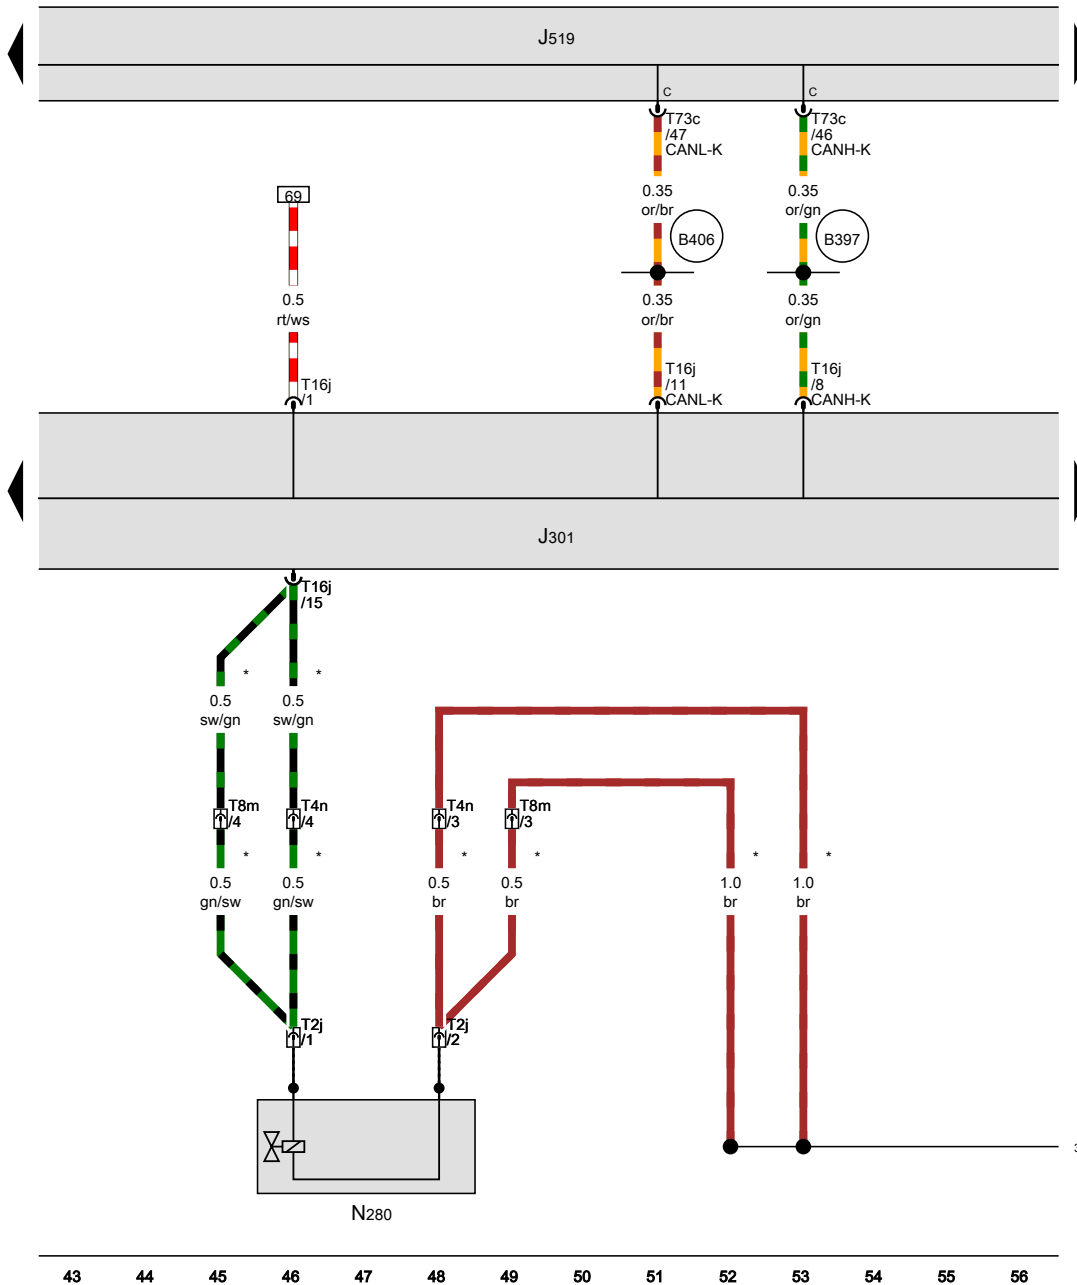 J519
c
c
T73c
/47
CANL-K
T73c
/46
CANH-K
69
0.35
or/br
0.35
or/gn
B406
B397
0.5
rt/ws
0.35
or/br
0.35
or/gn
T16j
/1
T16j
/11
CANL-K
T16j
/8
CANH-K
J301
T16j
/15
*
*
0.5
sw/gn
0.5
sw/gn
T8m
/4
T4n
/4
T4n
/3
T8m
/3
*
*
*
*
*
*
0.5
gn/sw
0.5
gn/sw
0.5
br
0.5
br
1.0
br
1.0
br
T2j
/1
T2j
/2
N280
43 44 45 46 47 48 49 50 51 52 53 54 55 56